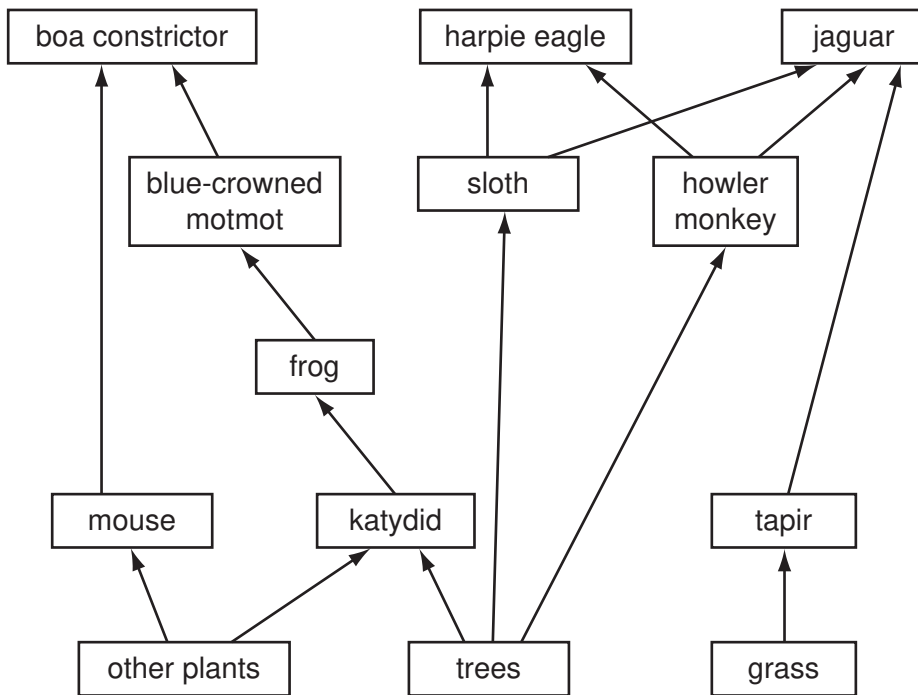 boa constrictor
harpie eagle
jaguar
blue-crowned
motmot
sloth
howler
monkey
frog
mouse
katydid
tapir
other plants
trees
grass